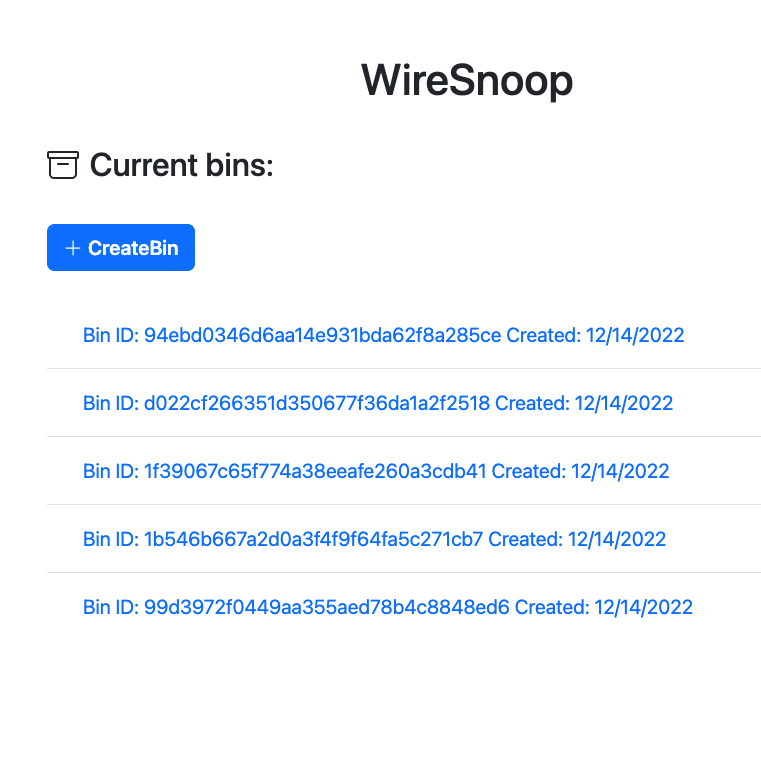 WireSnoop
Current bins:
+ CreateBin
Bin ID: 94ebd0346d6aa14e931bda62f8a285ce Created: 12/14/2022
Bin ID: d022cf266351d350677f36da1a2f2518 Created: 12/14/2022
Bin ID: 1f39067c65f774a38eeafe260a3cdb41 Created: 12/14/2022
Bin ID: 1b546b667a2d0a3f4f9f64fa5c271cb7 Created: 12/14/2022
Bin ID: 99d3972f0449aa355aed78b4c8848ed6 Created: 12/14/2022